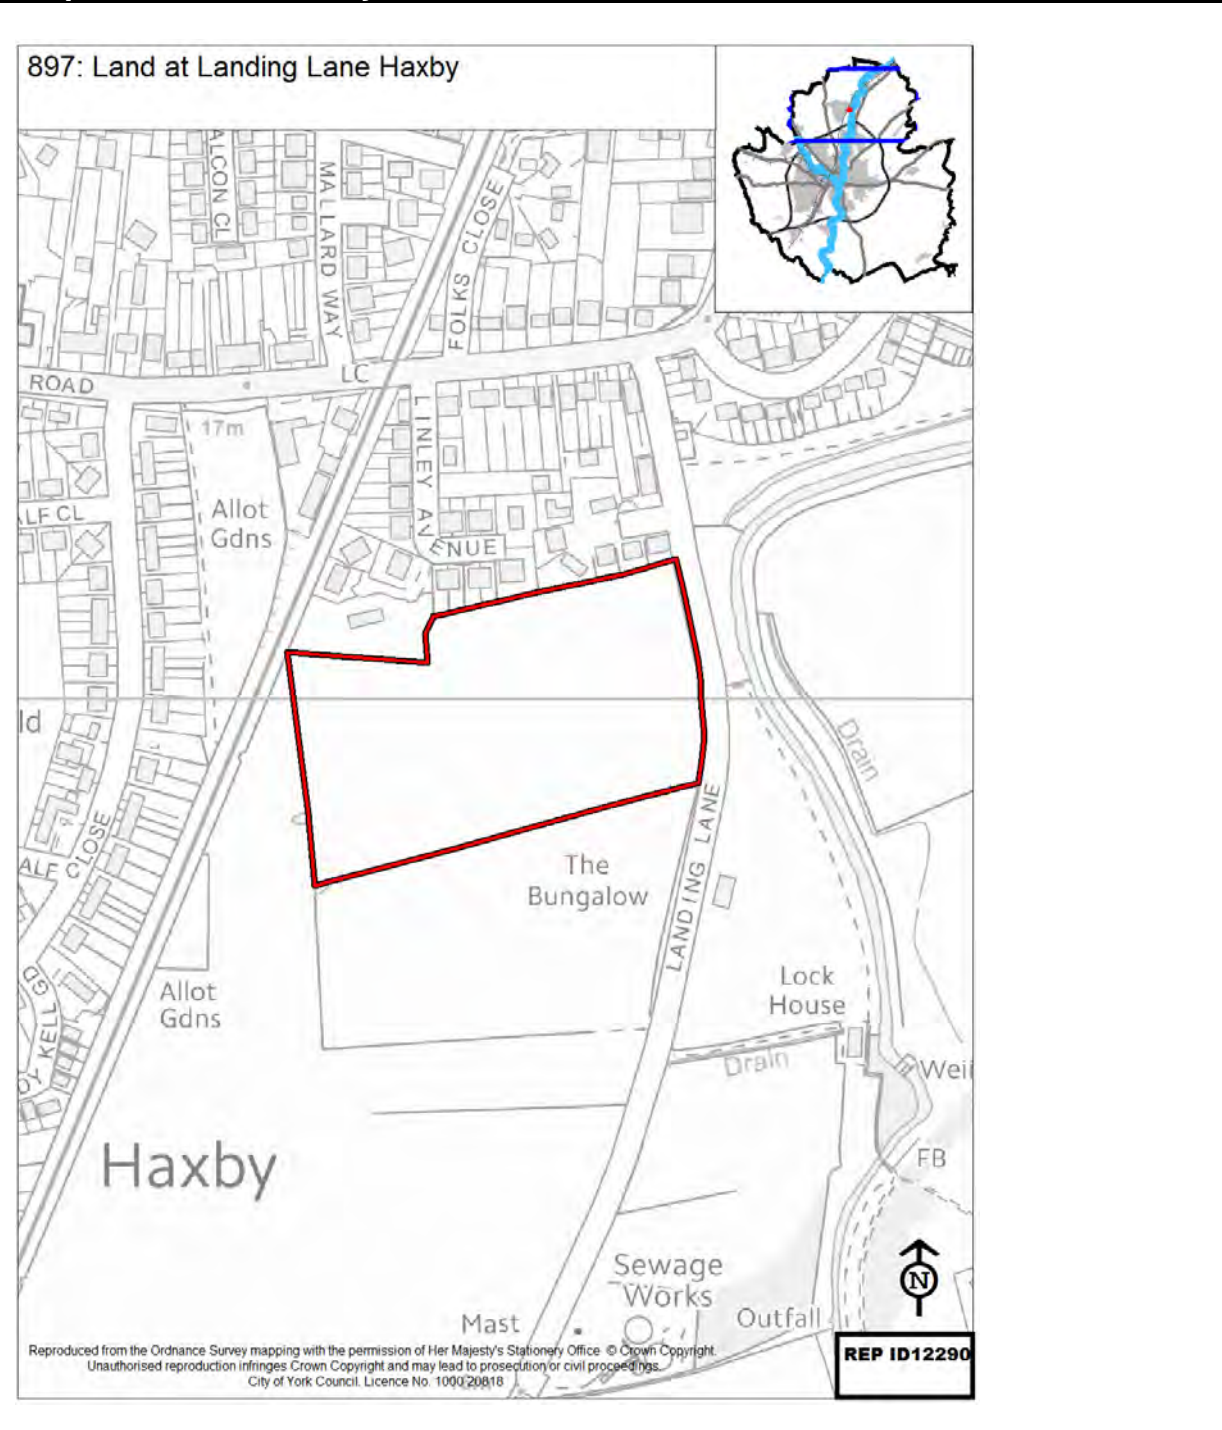 897: Land at Landing Lane Haxby
MALLARD WAY
FOLKS CLOSE
ROAD
LC
LINLEY AVENUE
17m
Allot
Gdns
LF CL
ld
Drain
ALF CLOSE
LANDING LANE
The
Bungalow
Lock
House
Allot
Gdns
Drain
Weir
FB
Haxby
N
Sewage
Works
Mast
Outfall
Reproduced from the Ordnance Survey mapping with the permission of Her Majesty's Stationery Office © Crown Copyright.
Unauthorised reproduction infringes Crown Copyright and may lead to prosecution or civil proceedings.
City of York Council. Licence No. 1000 20818
REP ID12290